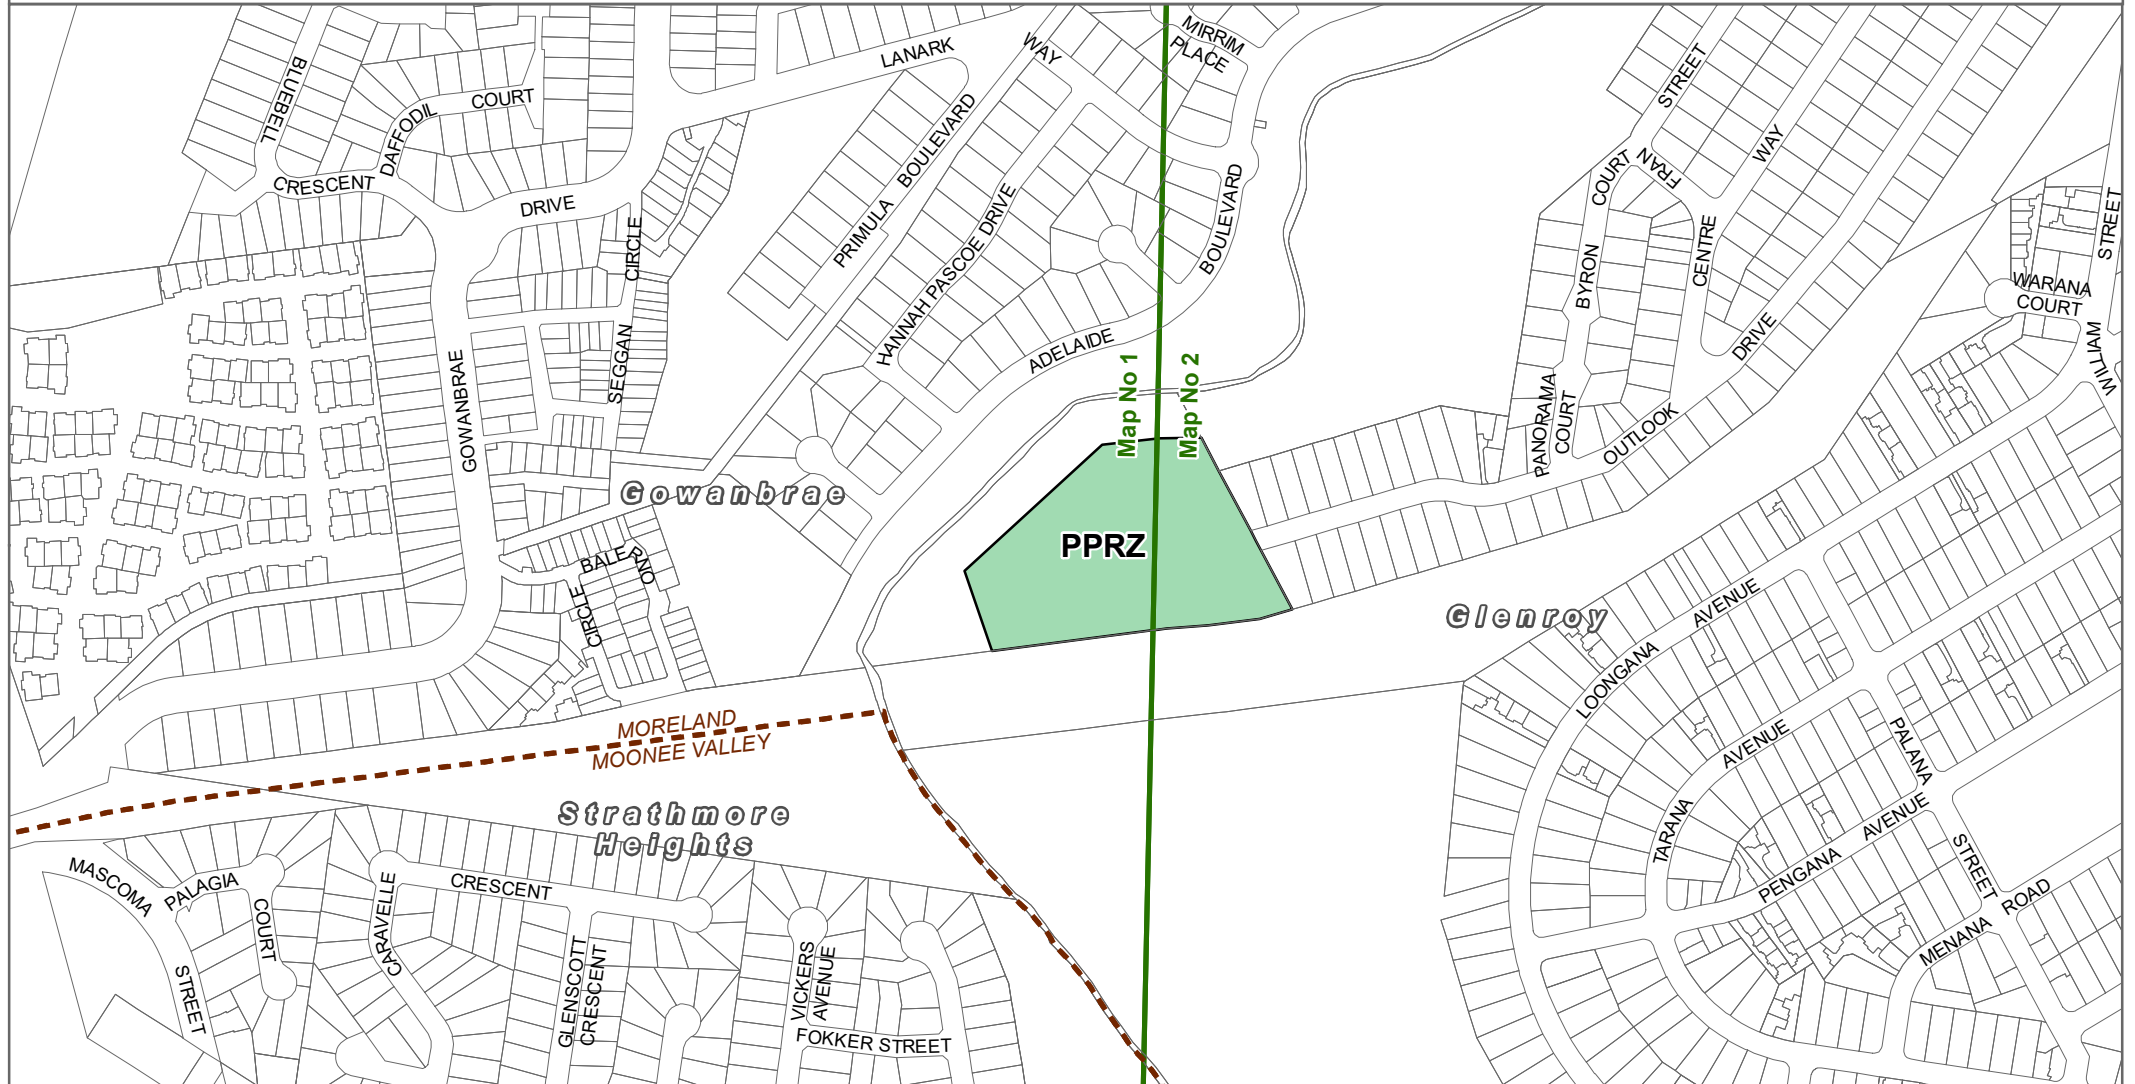 MIRRIM
PLACE
LANARK
WAY
BLUEBELL
DAFFODIL
COURT
CRESCENT
DRIVE
CIRCLE
SEGGAN
PRIMULA
BOULEVARD
HANNAH PASCOE DRIVE
ADELAIDE
BOULEVARD
STREET
FRAN
WAY
COURT
BYRON
CENTRE
DRIVE
OUTLOOK
PANORAMA
COURT
STREET
WARANA
COURT
WILLIAM
Map No 1
Map No 2
GOWANBRAE
Gowanbrae
BALERNO
CIRCLE
PPRZ
Glenroy
LOONGANA
AVENUE
TARANA
AVENUE
PALANA
STREET
PENGANA
AVENUE
MENANA
ROAD
MORELAND
MOONEE VALLEY
Strathmore
Heights
MASCOMA
STREET
PALAGIA
COURT
CARAVELLE
CRESCENT
GLENSCOTT
CRESCENT
VICKERS
AVENUE
FOKKER STREET